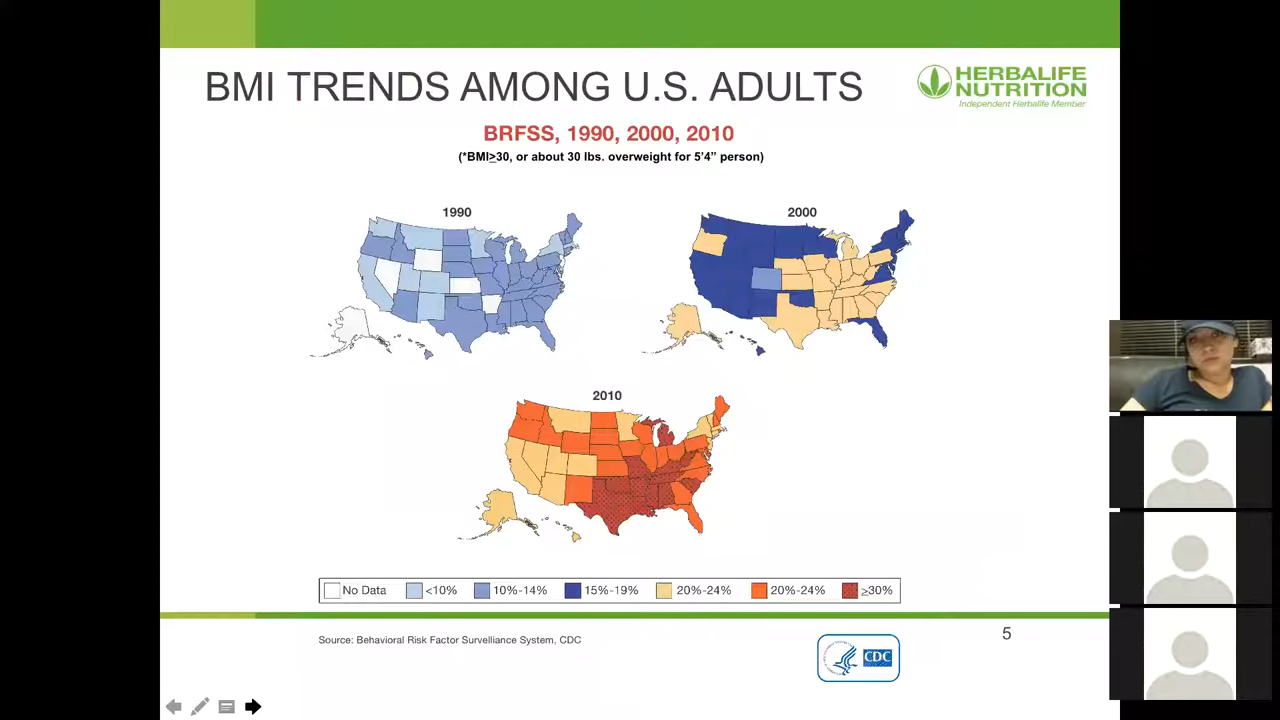 BMI TRENDS AMONG U.S. ADULTS
HERBALIFE
NUTRITION
Independent Herbalife Member
BRFSS, 1990, 2000, 2010
(*BMI≥30, or about 30 lbs. overweight for 5’4” person)
1990
2000
2010
No Data
<10%
10%-14%
15%-19%
20%-24%
20%-24%
≥30%
Source: Behavioral Risk Factor Survelliance System, CDC
CDC
5